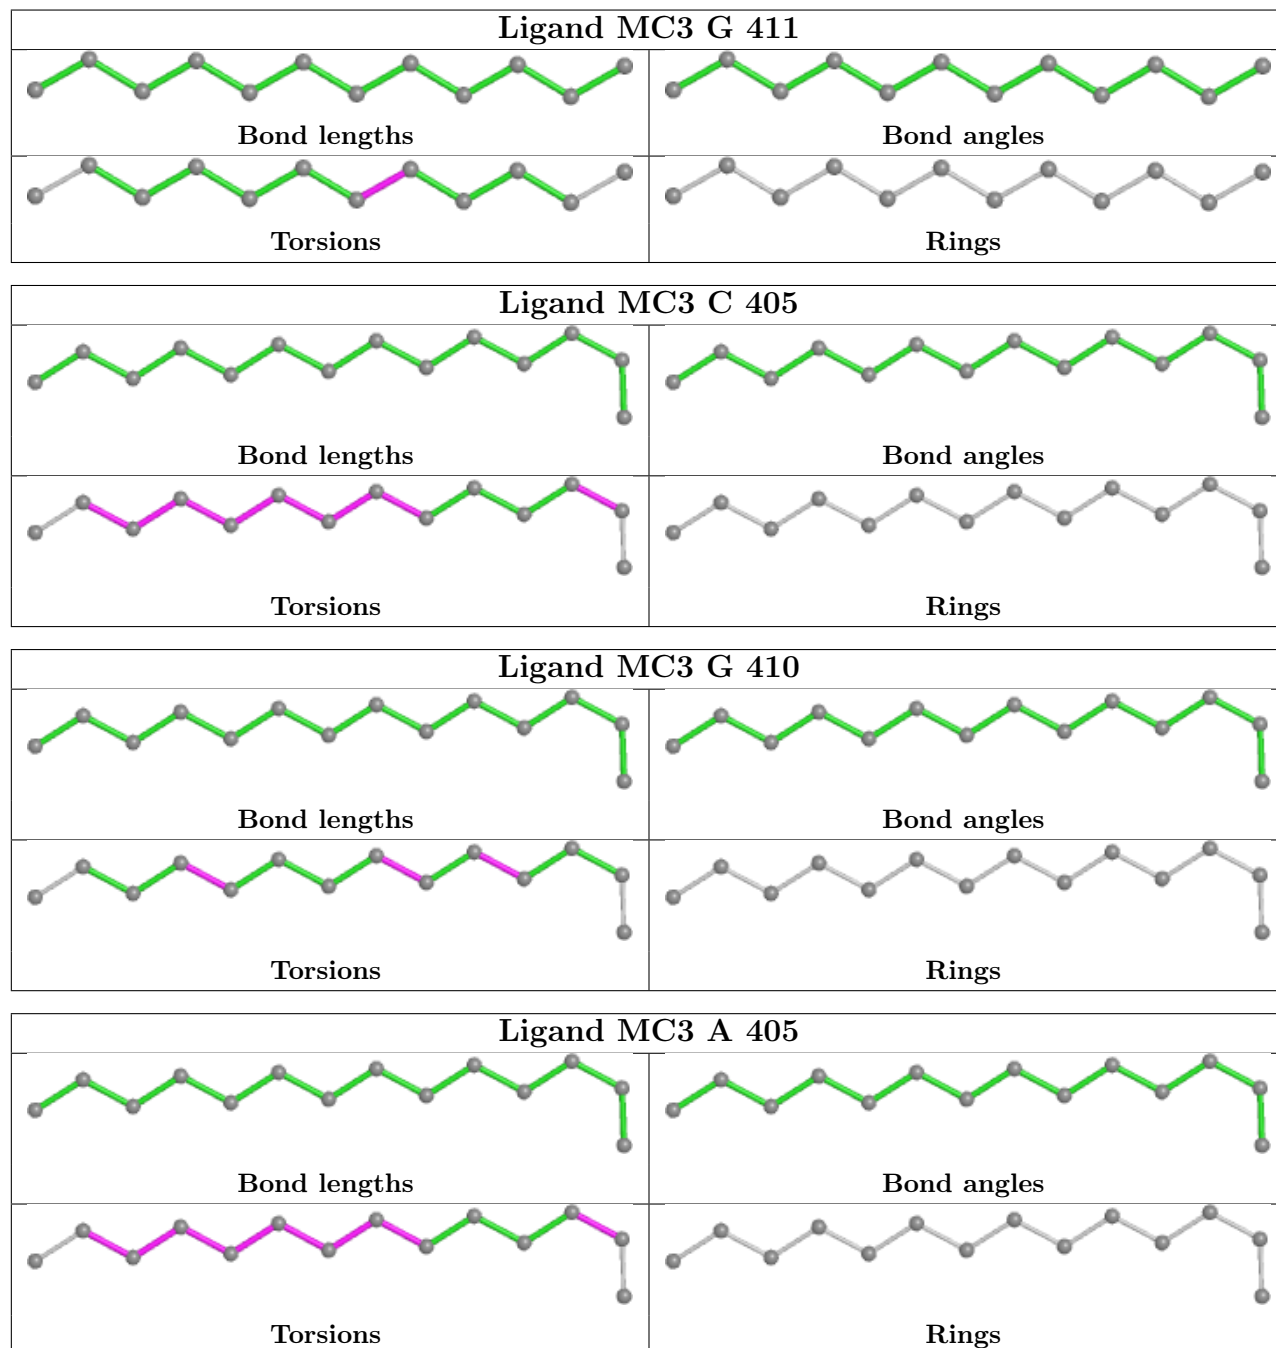 Ligand MC3 G 411
Bond lengths
Bond angles
Torsions
Rings
Ligand MC3 C 405
Bond lengths
Bond angles
Torsions
Rings
Ligand MC3 G 410
Bond lengths
Bond angles
Torsions
Rings
Ligand MC3 A 405
Bond lengths
Bond angles
Torsions
Rings